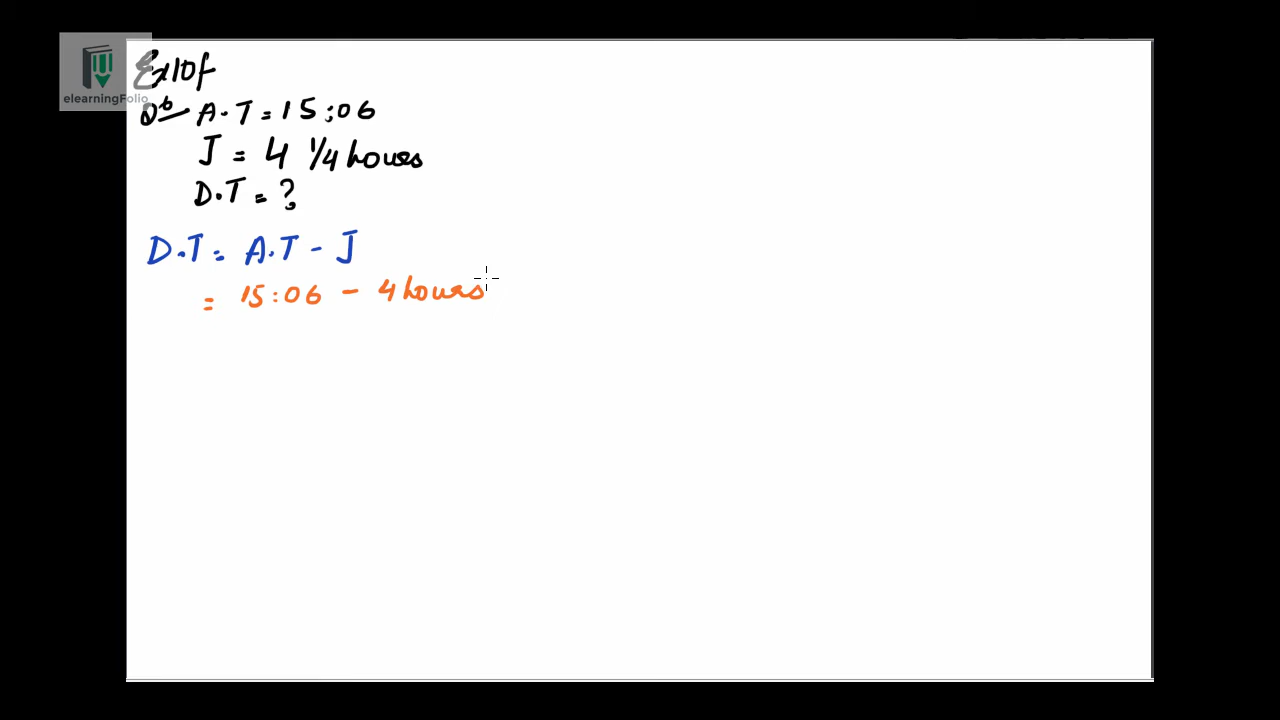 Ex10f
elearningFolio
Q6 A.T = 15:06
J = 4 1/4 hours
D.T = ?
D.T = A.T - J
= 15:06 - 4 hours